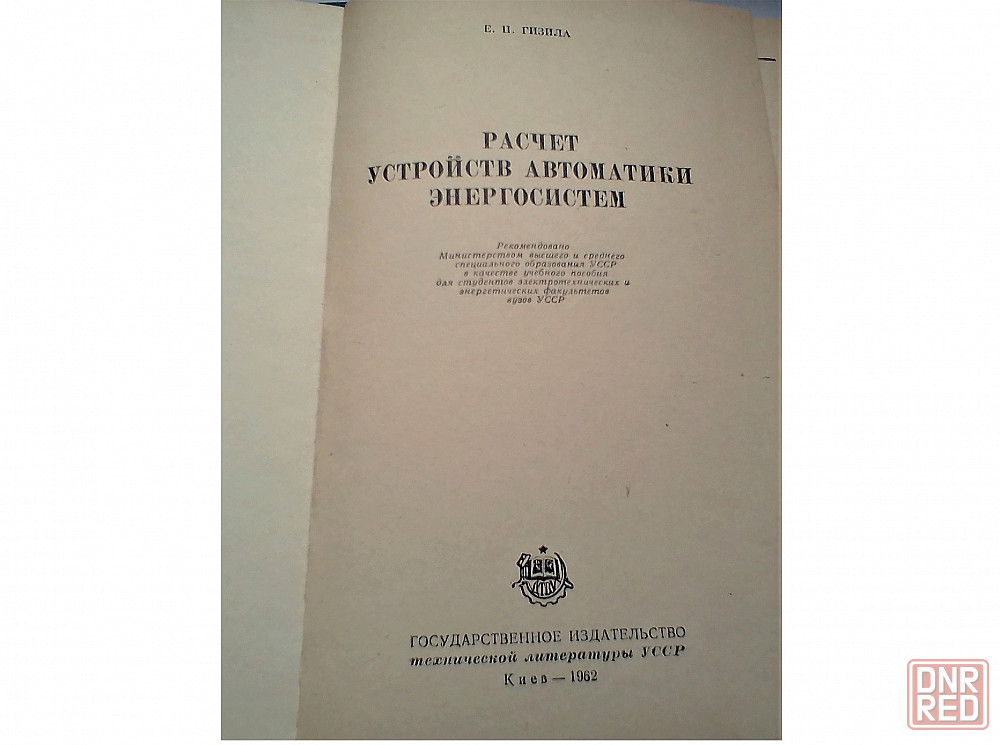 Е. П. ГИЗИЛА
РАСЧЕТ
УСТРОЙСТВ АВТОМАТИКИ
ЭНЕРГОСИСТЕМ
Рекомендовано
Министерством высшего и среднего
специального образования УССР
в качестве учебного пособия
для студентов электротехнических и
энергетических факультетов
вузов УССР
ГОСУДАРСТВЕННОЕ ИЗДАТЕЛЬСТВО
технической литературы УССР
Киев — 1962
DNR
RED